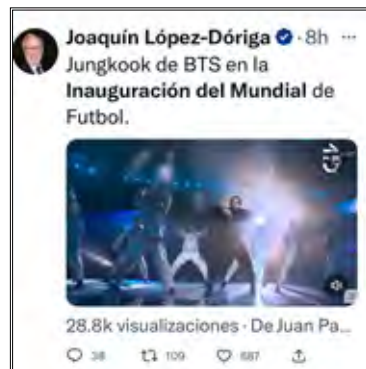 Joaquín López-Dóriga · 8h ···
Jungkook de BTS en la
Inauguración del Mundial de
Futbol.
28.8k visualizaciones · De Juan Pa...
38 109 687